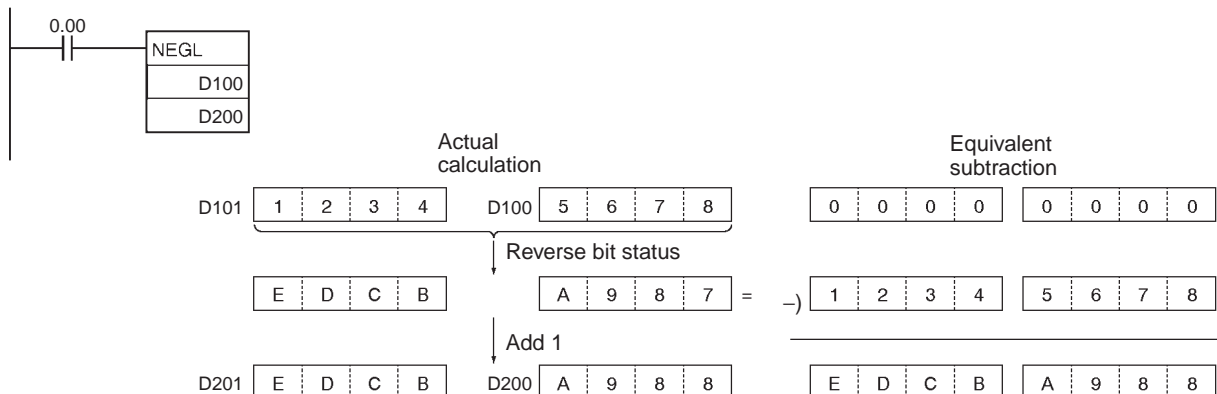 0.00
NEGL
D100
D200
Actual
calculation
Equivalent
subtraction
D101 1 2 3 4 D100 5 6 7 8 0 0 0 0 0 0 0 0
Reverse bit status
E D C B A 9 8 7 = –) 1 2 3 4 5 6 7 8
Add 1
D201 E D C B D200 A 9 8 8 E D C B A 9 8 8